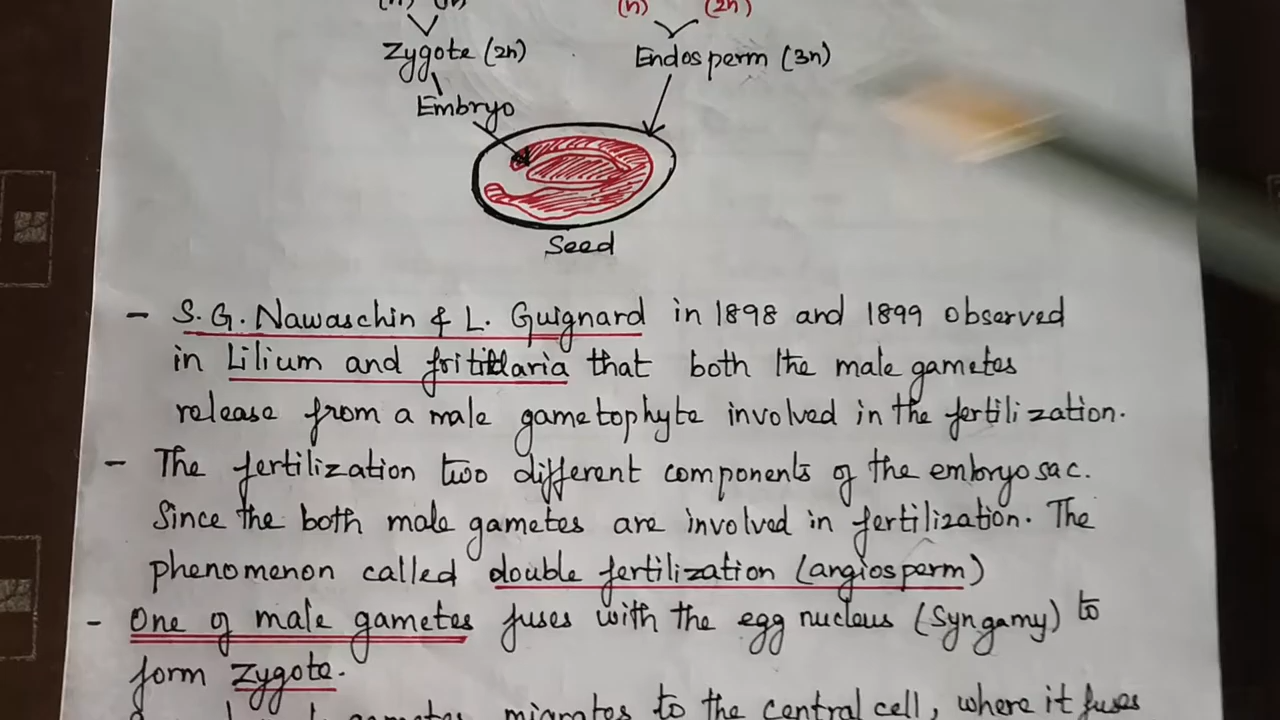 (n) (n) (n) (2n)
Zygote (2n) Endosperm (3n)
Embryo
Seed
- S. G. Nawaschin & L. Guignard in 1898 and 1899 observed
in Lilium and fritillaria that both the male gametes
release from a male gametophyte involved in the fertilization.
- The fertilization two different components of the embryo sac.
Since the both male gametes are involved in fertilization. The
phenomenon called double fertilization (angiosperm)
- One of male gametes fuses with the egg nucleus (Syngamy) to
form Zygote.
gametes migrates to the central cell, where it fuses